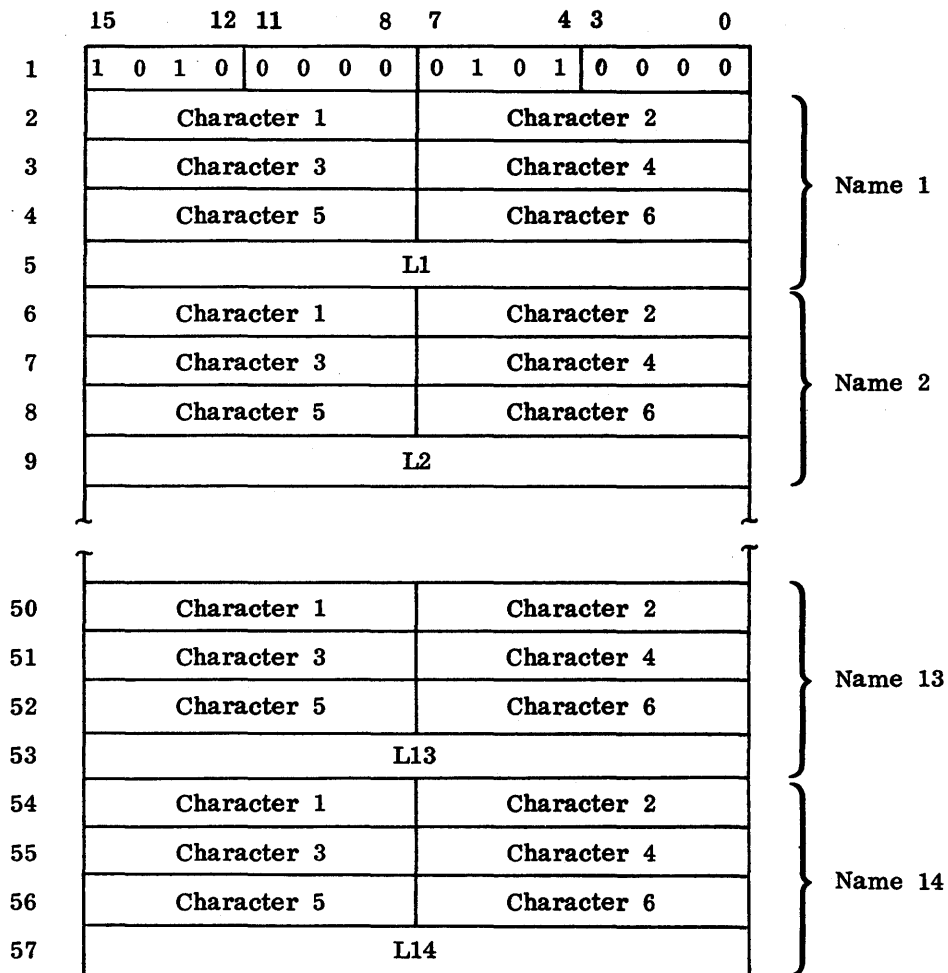 15 12 11 8 7 4 3 0
1 1 0 1 0 0 0 0 0 0 1 0 1 0 0 0 0
2 Character 1 Character 2
3 Character 3 Character 4
Name 1
4 Character 5 Character 6
5 L1
6 Character 1 Character 2
7 Character 3 Character 4
Name 2
8 Character 5 Character 6
9 L2
50 Character 1 Character 2
51 Character 3 Character 4
Name 13
52 Character 5 Character 6
53 L13
54 Character 1 Character 2
55 Character 3 Character 4
Name 14
56 Character 5 Character 6
57 L14